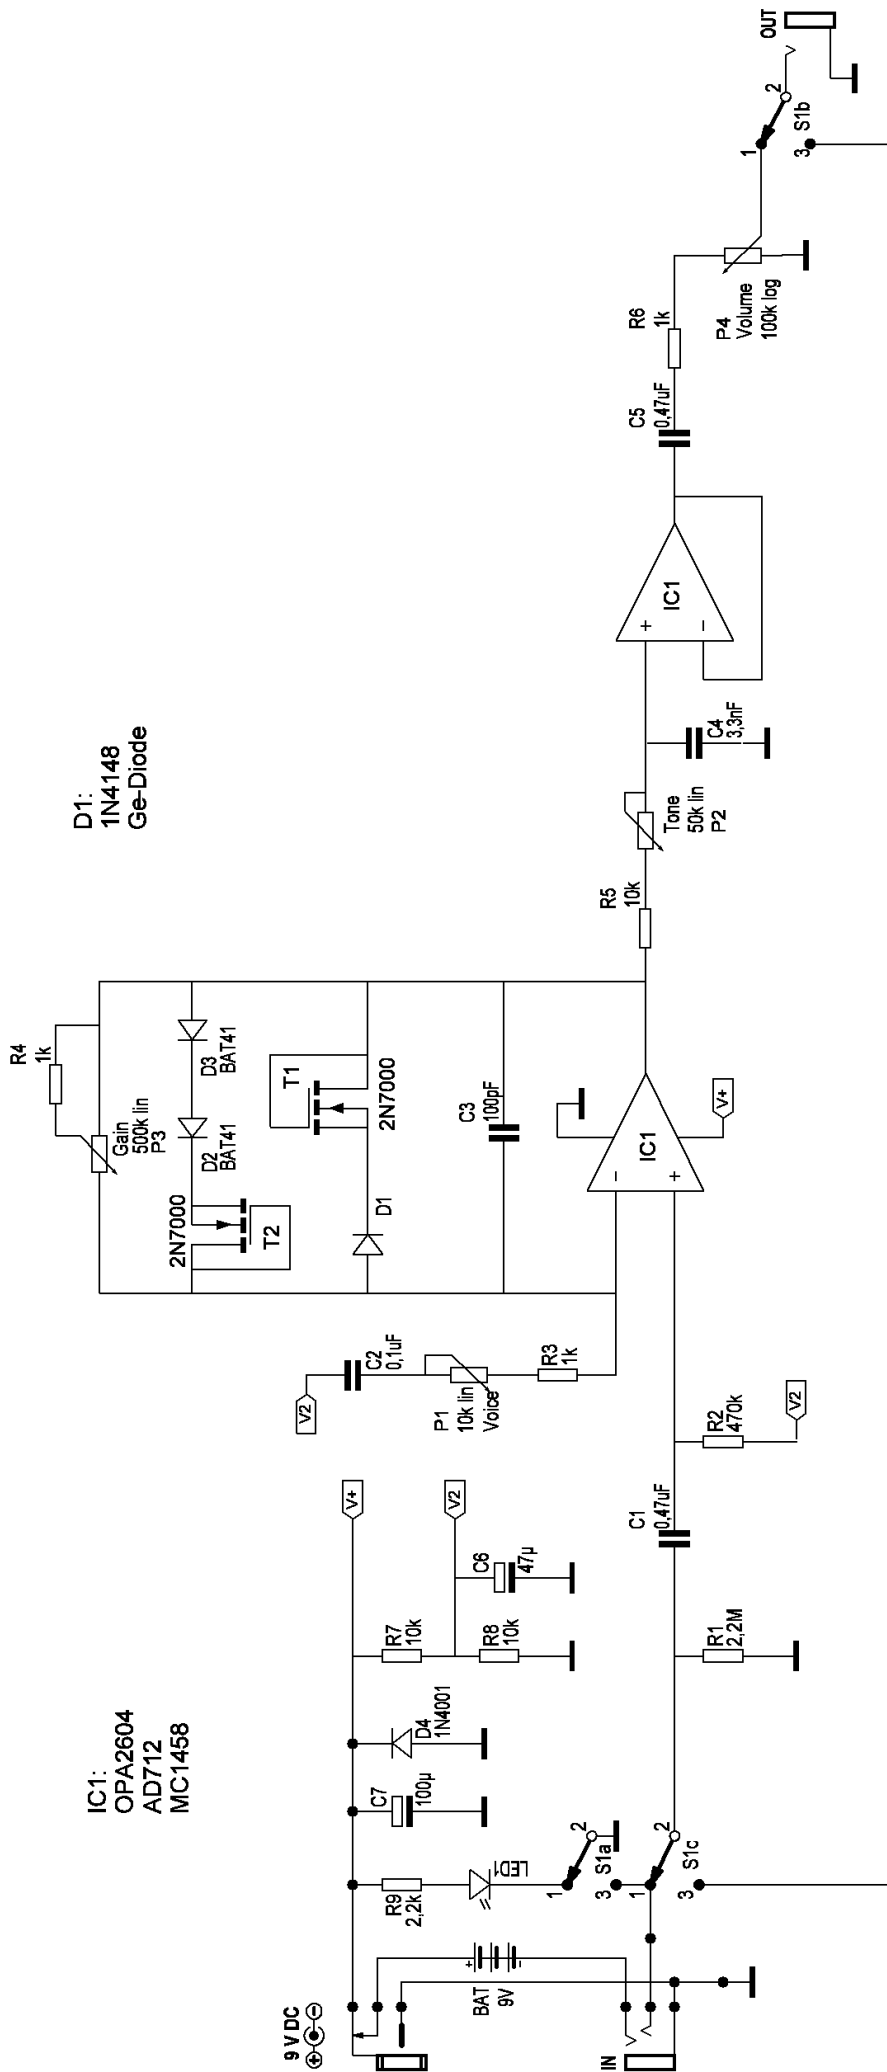 9 V DC
IC1:
OPA2604
AD712
MC1458
D1:
1N4148
Ge-Diode
+
-
BAT
9V
IN
R9
2,2k
LED1
1
2
3
S1a
1
2
3
S1c
C7
100µ
D4
1N4001
R7
10k
R8
10k
C6
47µ
V+
V2
R1
2,2M
C1
0,47uF
R2
470k
V2
V2
C2
0,1uF
P1
10k lin
Voice
R3
1k
R4
1k
Gain
500k lin
P3
2N7000
T2
D2
BAT41
D3
BAT41
D1
T1
2N7000
C3
100pF
-
+
IC1
V+
R5
10k
Tone
50k lin
P2
C4
3,3nF
+
-
IC1
C5
0,47uF
R6
1k
P4
Volume
100k log
1
2
3
S1b
OUT